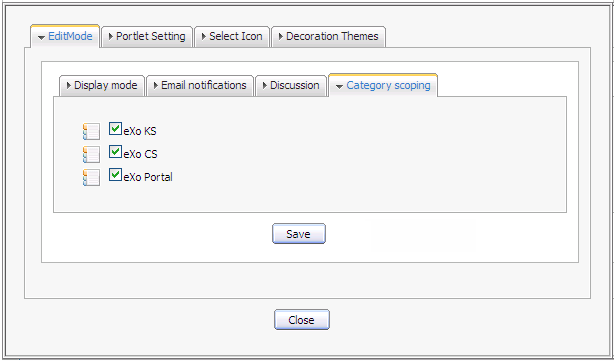 EditMode Portlet Setting Select Icon Decoration Themes
Display mode Email notifications Discussion Category scoping
eXo KS
eXo CS
eXo Portal
Save
Close